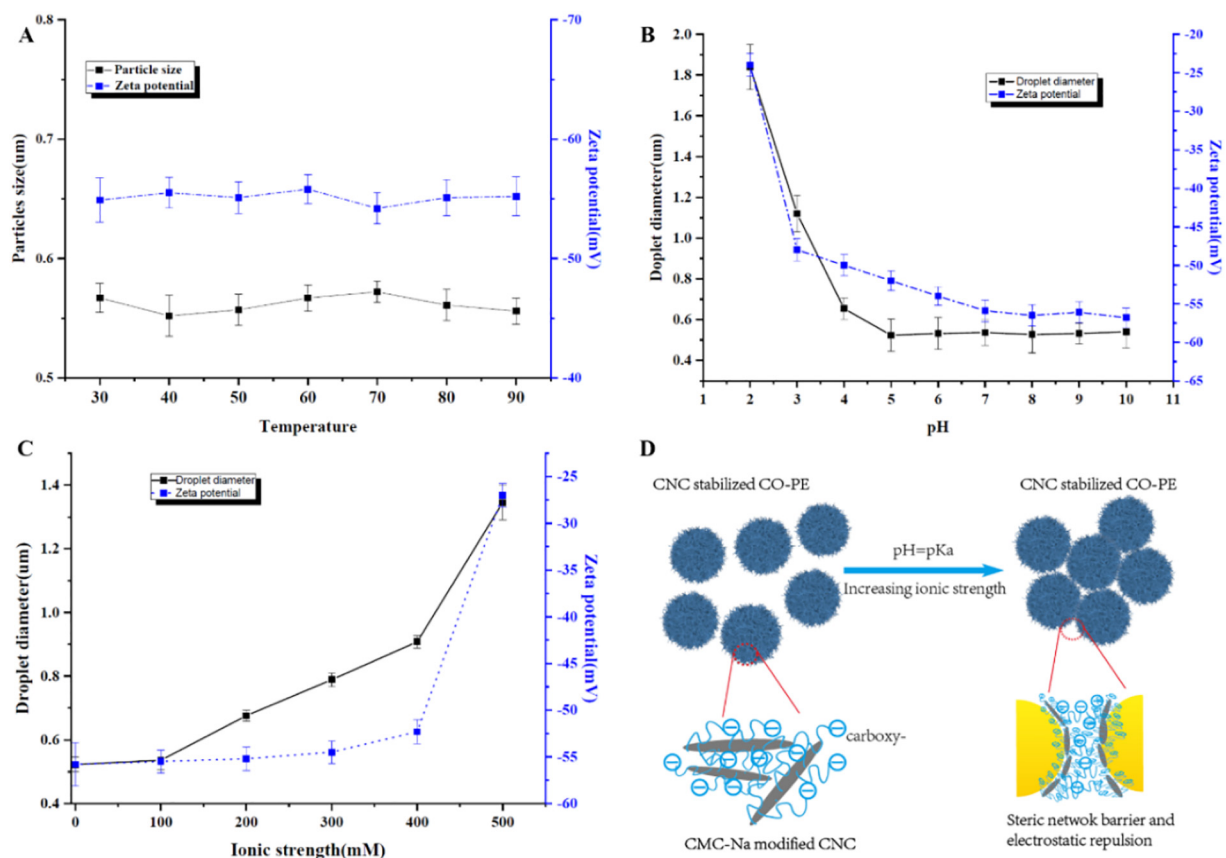 A
0.8
0.7
0.6
0.5
Particles size(um)
Particle size
Zeta potential
-70
-60
-50
-40
Zeta potential(mV)
30 40 50 60 70 80 90
Temperature
B
2.0
1.8
1.6
1.4
1.2
1.0
0.8
0.6
0.4
Doplet diameter(um)
Droplet diameter
Zeta potential
-20
-25
-30
-35
-40
-45
-50
-55
-60
-65
Zeta potential(mV)
1 2 3 4 5 6 7 8 9 10 11
pH
C
1.4
1.2
1.0
0.8
0.6
0.4
Droplet diameter(um)
Droplet diameter
Zeta potential
-25
-30
-35
-40
-45
-50
-55
-60
Zeta potential(mV)
0 100 200 300 400 500
Ionic strength(mM)
D
CNC stabilized CO-PE
CNC stabilized CO-PE
pH=pKa
Increasing ionic strength
carboxy-
CMC-Na modified CNC
Steric netwok barrier and
electrostatic repulsion